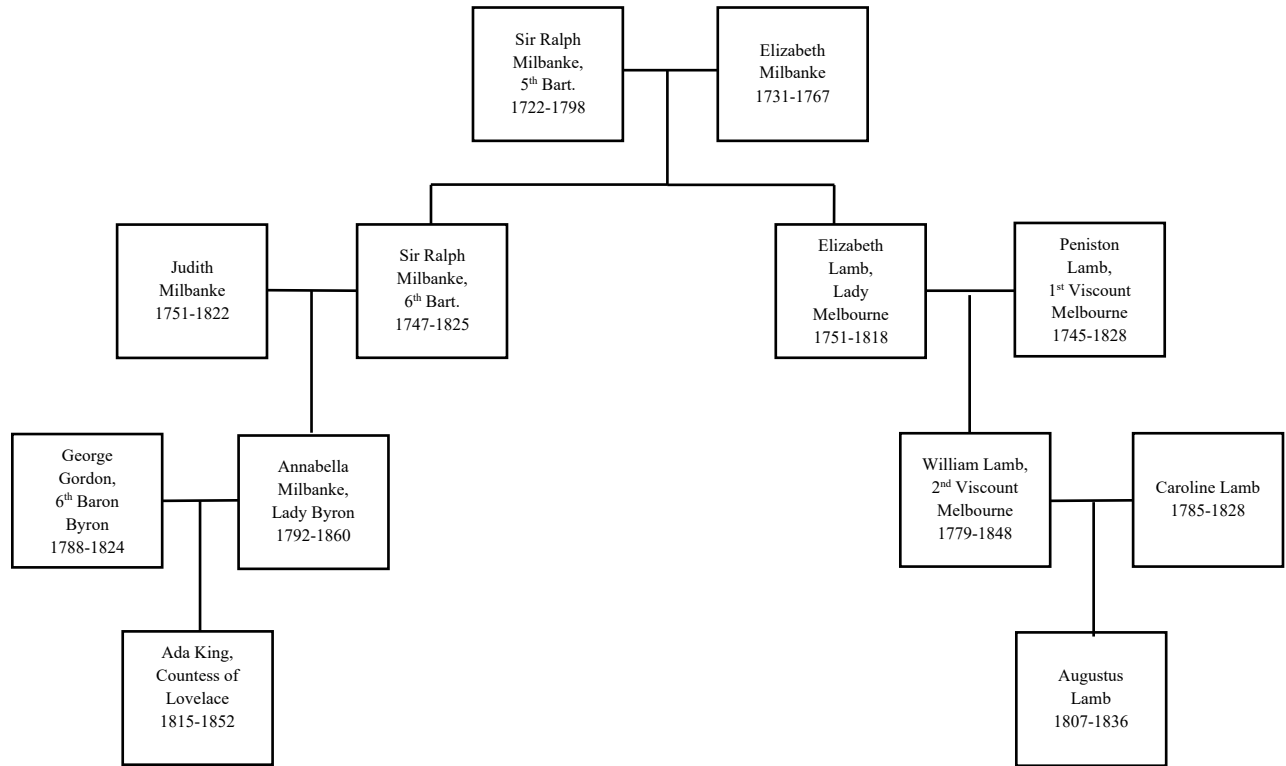 Sir Ralph
Milbanke,
5th Bart.
1722-1798
Elizabeth
Milbanke
1731-1767
Judith
Milbanke
1751-1822
Sir Ralph
Milbanke,
6th Bart.
1747-1825
Elizabeth
Lamb,
Lady
Melbourne
1751-1818
Peniston
Lamb,
1st Viscount
Melbourne
1745-1828
George
Gordon,
6th Baron
Byron
1788-1824
Annabella
Milbanke,
Lady Byron
1792-1860
William Lamb,
2nd Viscount
Melbourne
1779-1848
Caroline Lamb
1785-1828
Ada King,
Countess of
Lovelace
1815-1852
Augustus
Lamb
1807-1836